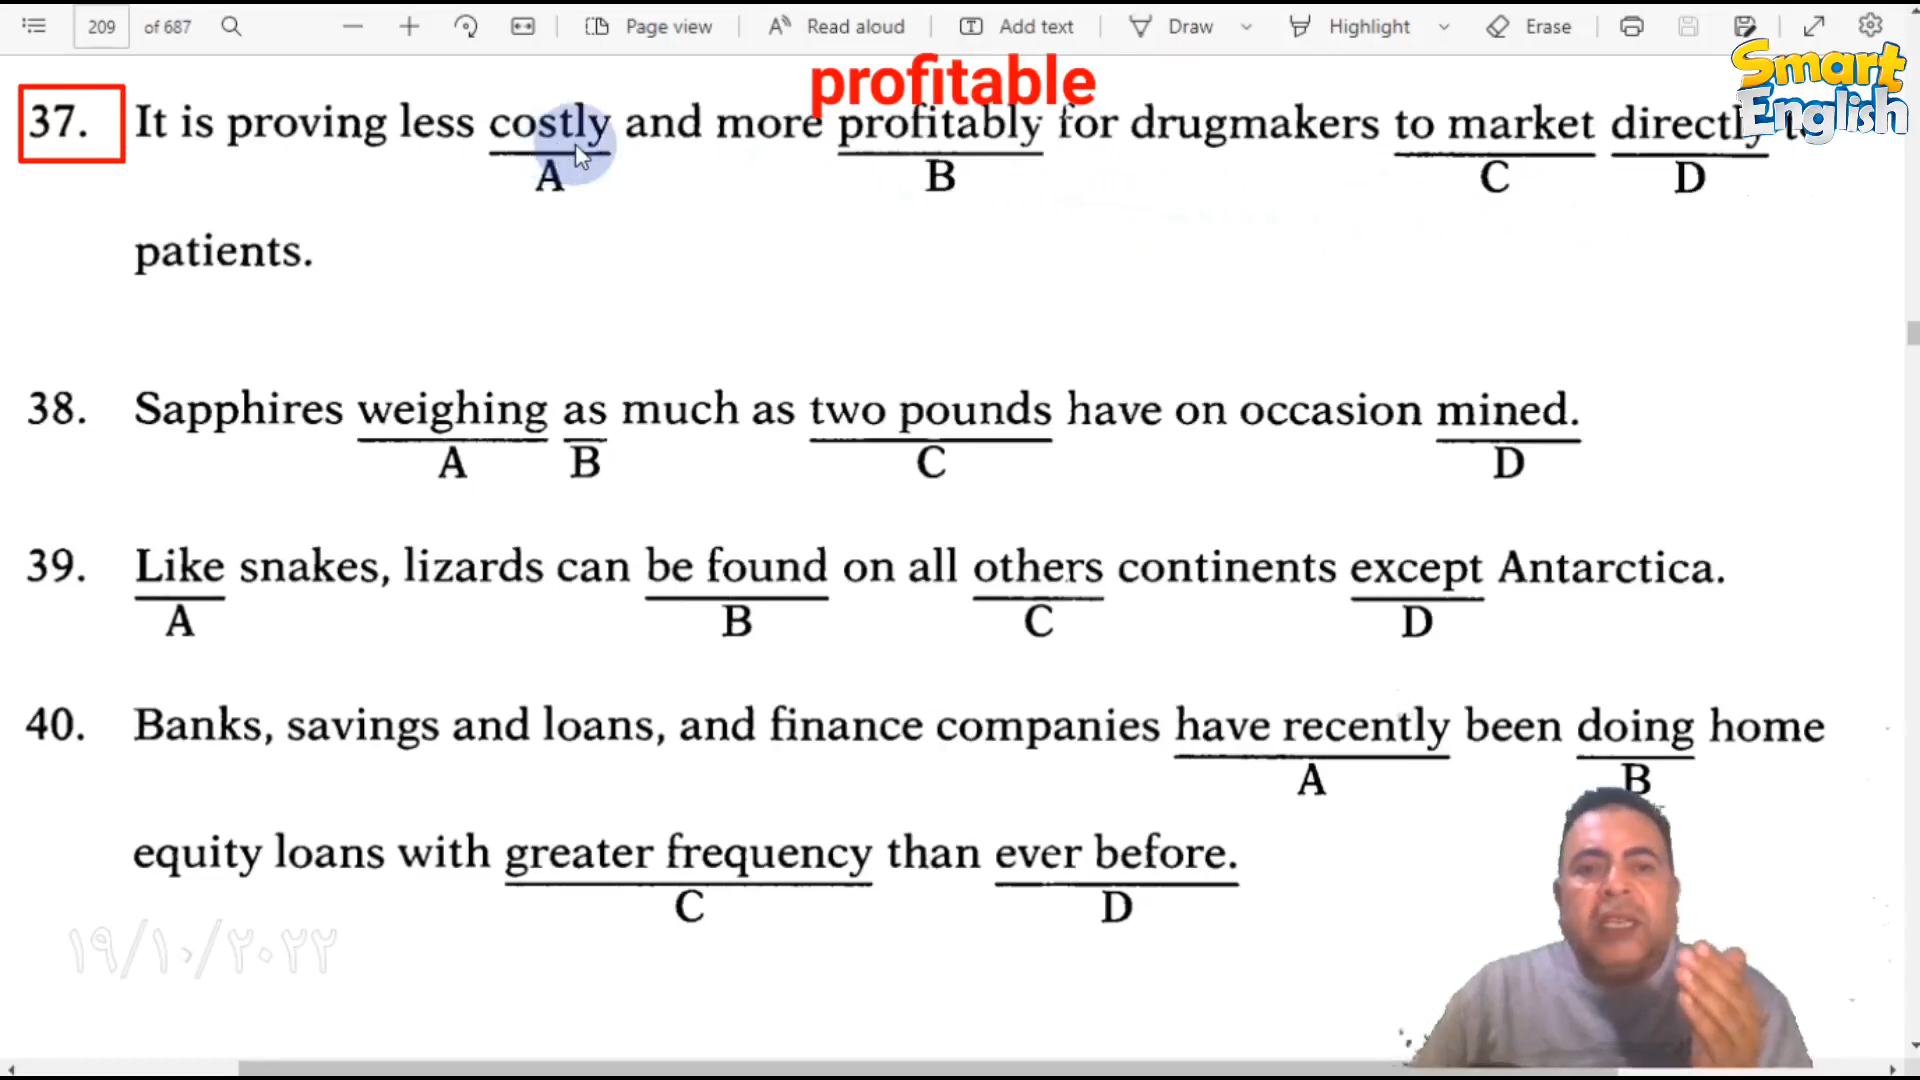 209 of 687 Page view Read aloud Add text Draw Highlight Erase
Smart
English
profitable
37. It is proving less costly and more profitably for drugmakers to market directly to
A B C D
patients.
38. Sapphires weighing as much as two pounds have on occasion mined.
A B C D
39. Like snakes, lizards can be found on all others continents except Antarctica.
A B C D
40. Banks, savings and loans, and finance companies have recently been doing home
A B
equity loans with greater frequency than ever before.
C D
١٩/١٠/٢٠٢٢